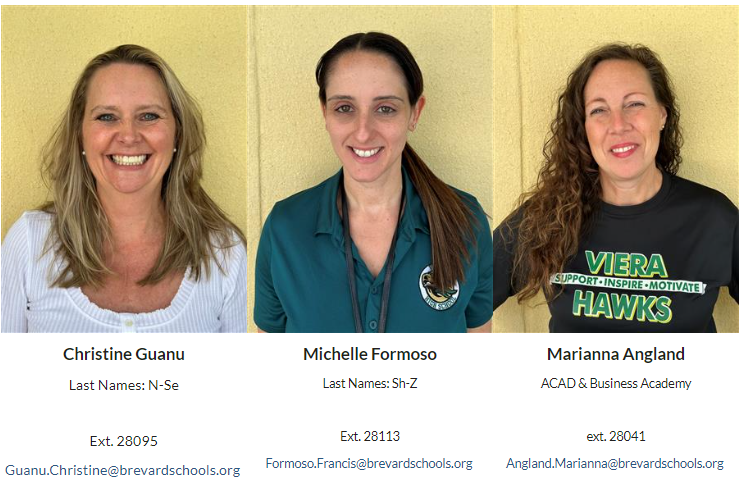 VIERA
SUPPORT • INSPIRE • MOTIVATE
HAWKS
Christine Guanu
Last Names: N-Se
Ext. 28095
Guanu.Christine@brevardschools.org
Michelle Formoso
Last Names: Sh-Z
Ext. 28113
Formoso.Francis@brevardschools.org
Marianna Angland
ACAD & Business Academy
ext. 28041
Angland.Marianna@brevardschools.org